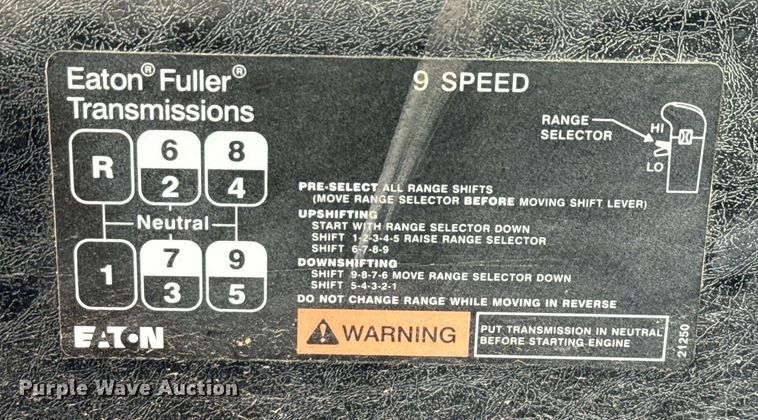 Eaton® Fuller®
Transmissions
9 SPEED
R
6
2
8
4
Neutral
1
7
3
9
5
EATON
RANGE
SELECTOR
HI
LO
PRE-SELECT ALL RANGE SHIFTS
(MOVE RANGE SELECTOR BEFORE MOVING SHIFT LEVER)
UPSHIFTING
START WITH RANGE SELECTOR DOWN
SHIFT 1-2-3-4-5 RAISE RANGE SELECTOR
SHIFT 6-7-8-9
DOWNSHIFTING
SHIFT 9-8-7-6 MOVE RANGE SELECTOR DOWN
SHIFT 5-4-3-2-1
DO NOT CHANGE RANGE WHILE MOVING IN REVERSE
WARNING
PUT TRANSMISSION IN NEUTRAL
BEFORE STARTING ENGINE
21250
Purple Wave Auction